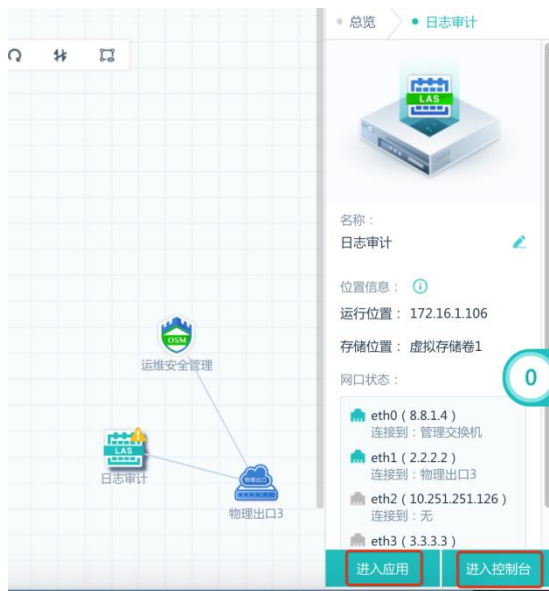 总览
日志审计
LAS
名称：
日志审计
位置信息：
运行位置： 172.16.1.106
存储位置： 虚拟存储卷1
网口状态：
0
eth0 ( 8.8.1.4 )
连接到：管理交换机
eth1 ( 2.2.2.2 )
连接到：物理出口3
eth2 ( 10.251.251.126 )
连接到：无
eth3 ( 3.3.3.3 )
进入应用
进入控制台
OSM
运维安全管理
LAS
日志审计
物理出口
物理出口3